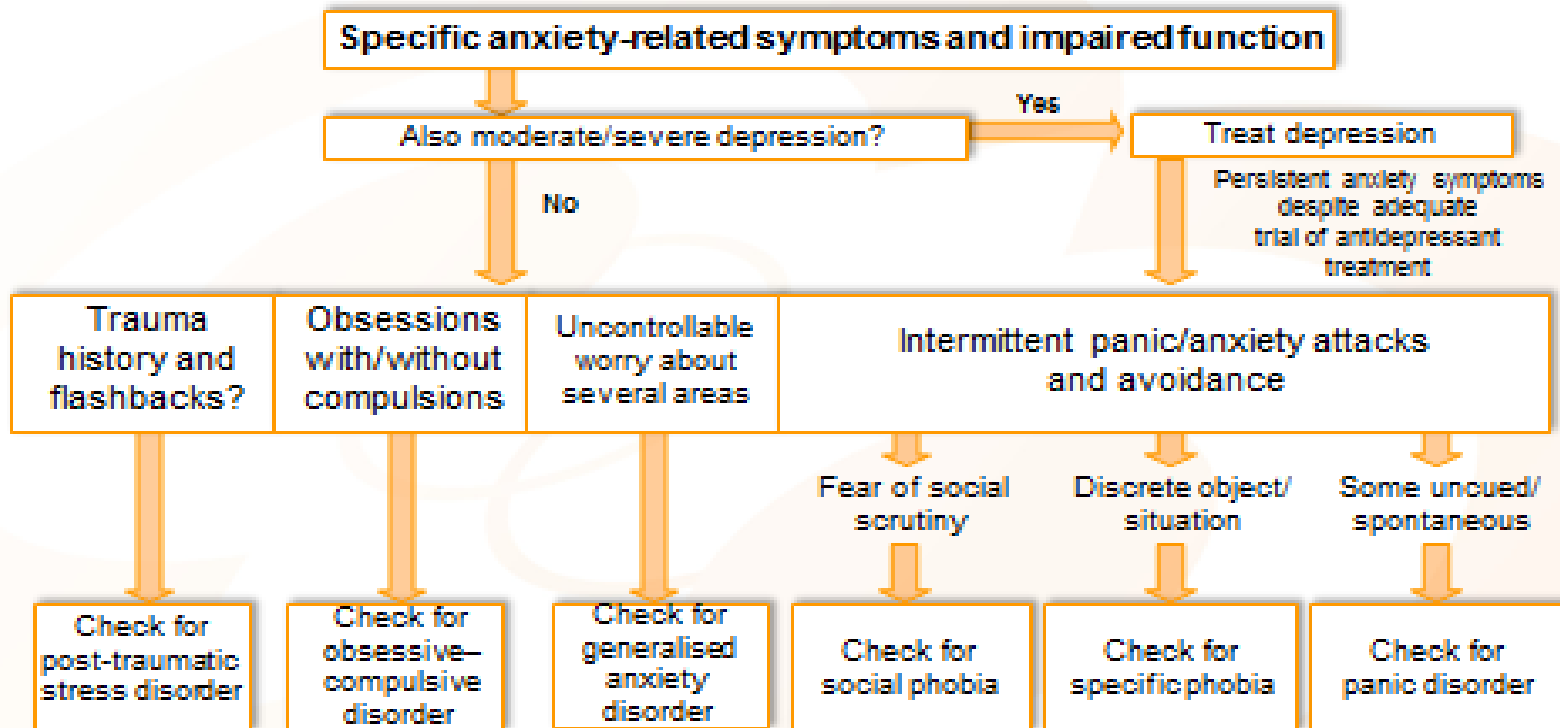 Specific anxiety-related symptoms and impaired function
Also moderate/severe depression?
Yes
Treat depression
No
Persistent anxiety symptoms
despite adequate
trial of antidepressant
treatment
Trauma
history and
flashbacks?
Obsessions
with/without
compulsions
Uncontrollable
worry about
several areas
Intermittent panic/anxiety attacks
and avoidance
Fear of social
scrutiny
Discrete object/
situation
Some uncued/
spontaneous
Check for
post-traumatic
stress disorder
Check for
obsessive–
compulsive
disorder
Check for
generalised
anxiety
disorder
Check for
social phobia
Check for
specific phobia
Check for
panic disorder